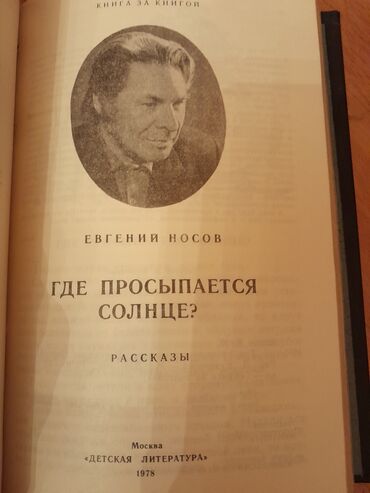 КНИГА ЗА КНИГОЙ
ЕВГЕНИЙ НОСОВ
ГДЕ ПРОСЫПАЕТСЯ
СОЛНЦЕ?
РАССКАЗЫ
Москва
«ДЕТСКАЯ ЛИТЕРАТУРА»
1978